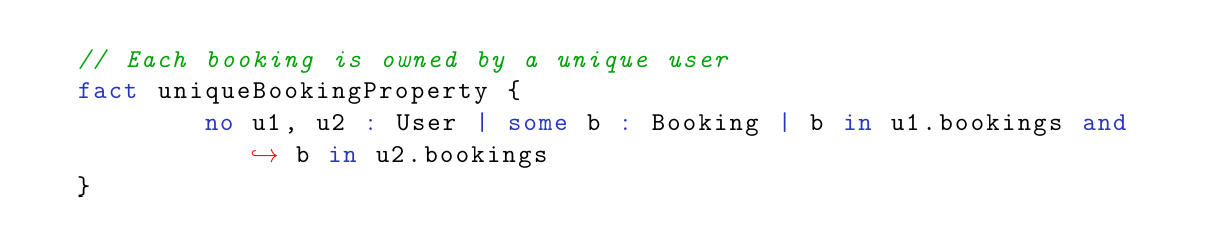 // Each booking is owned by a unique user
fact uniqueBookingProperty {
        no u1, u2 : User | some b : Booking | b in u1.bookings and
            ↪ b in u2.bookings
}